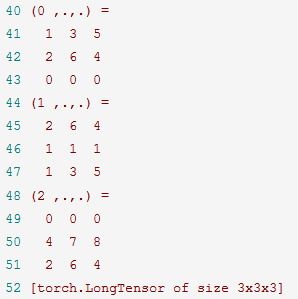 40 (0 ,.,.) =
41   1  3  5
42   2  6  4
43   0  0  0
44 (1 ,.,.) =
45   2  6  4
46   1  1  1
47   1  3  5
48 (2 ,.,.) =
49   0  0  0
50   4  7  8
51   2  6  4
52 [torch.LongTensor of size 3x3x3]